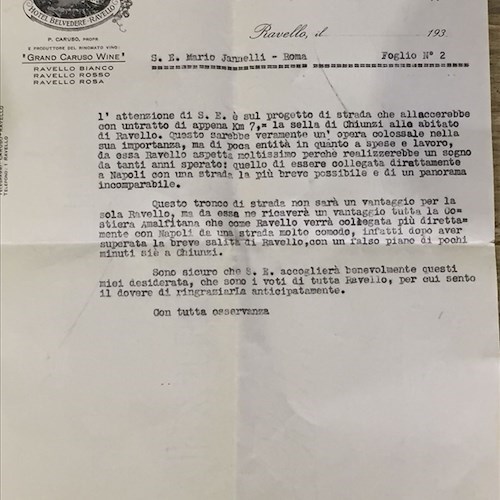 HOTEL BELVEDERE - RAVELLO
P. CARUSO, PROPR.
E PRODUTTORE DEL RINOMATO VINO:
"GRAND CARUSO WINE"
RAVELLO BIANCO
RAVELLO ROSSO
RAVELLO ROSA
Ravello, il 193
S. E. Mario Jannelli - Roma Foglio N° 2
l' attenzione di S. E. è sul progetto di strada che allaccerebbe
con untratto di appena Km 7,= la sella di Chiunzi allo abitato
di Ravello. Questo sarebbe veramente un' opera colossale nella
sua importanza, ma di poca entità in quanto a spese e lavoro,
da essa Ravello aspetta moltissimo perchè realizzerebbe un sogno
da tanti anni sperato: quello di essere collegata direttamente
a Napoli con una strada la più breve possibile e di un panorama
incomparabile.
Questo tronco di strada non sarà un vantaggio per la
sola Ravello, ma da essa ne ricaverà un vantaggio tutta la Co=
stiera Amalfitana che come Ravello verrà collegata più diretta=
mente con Napoli da una strada molto comodo, infatti dopo aver
superata la breve salita di Ravello,con un falso piano di pochi
minuti siè a Chiunzi.
Sono sicuro che S. E. accoglierà benevolmente questi
miei desiderata, che sono i voti di tutta Ravello, per cui sento
il dovere di ringraziarLa anticipatamente.
Con tutta osservanza
TELEFONO: RAVELLO